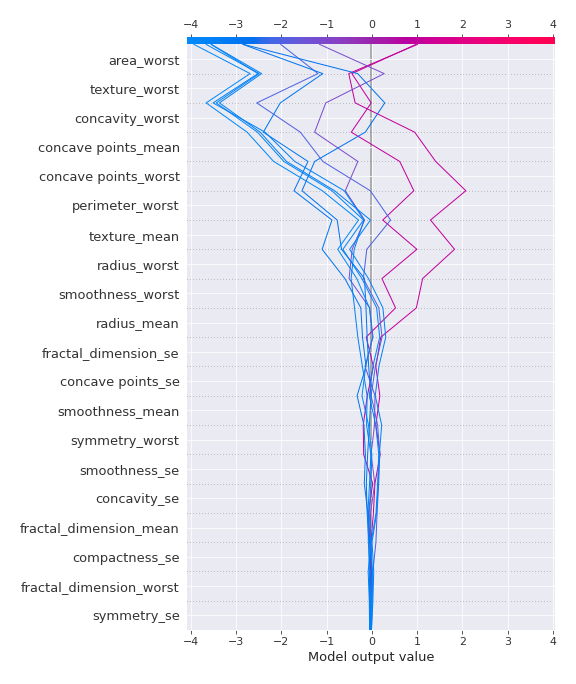 −4 −3 −2 −1 0 1 2 3 4
area_worst
texture_worst
concavity_worst
concave points_mean
concave points_worst
perimeter_worst
texture_mean
radius_worst
smoothness_worst
radius_mean
fractal_dimension_se
concave points_se
smoothness_mean
symmetry_worst
smoothness_se
concavity_se
fractal_dimension_mean
compactness_se
fractal_dimension_worst
symmetry_se
−4 −3 −2 −1 0 1 2 3 4
Model output value